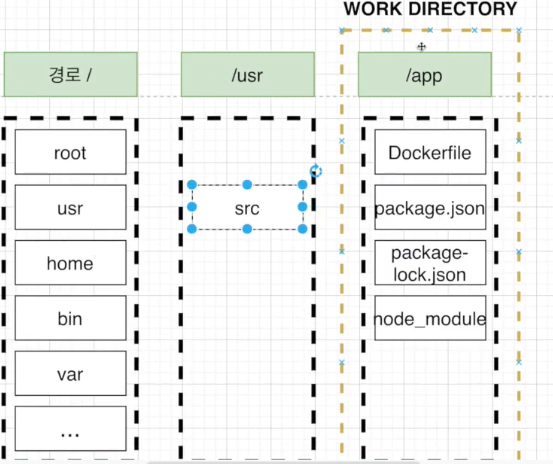 WORK DIRECTORY
경로 /
/usr
/app
root
usr
home
bin
var
...
src
Dockerfile
package.json
package-
lock.json
node_module